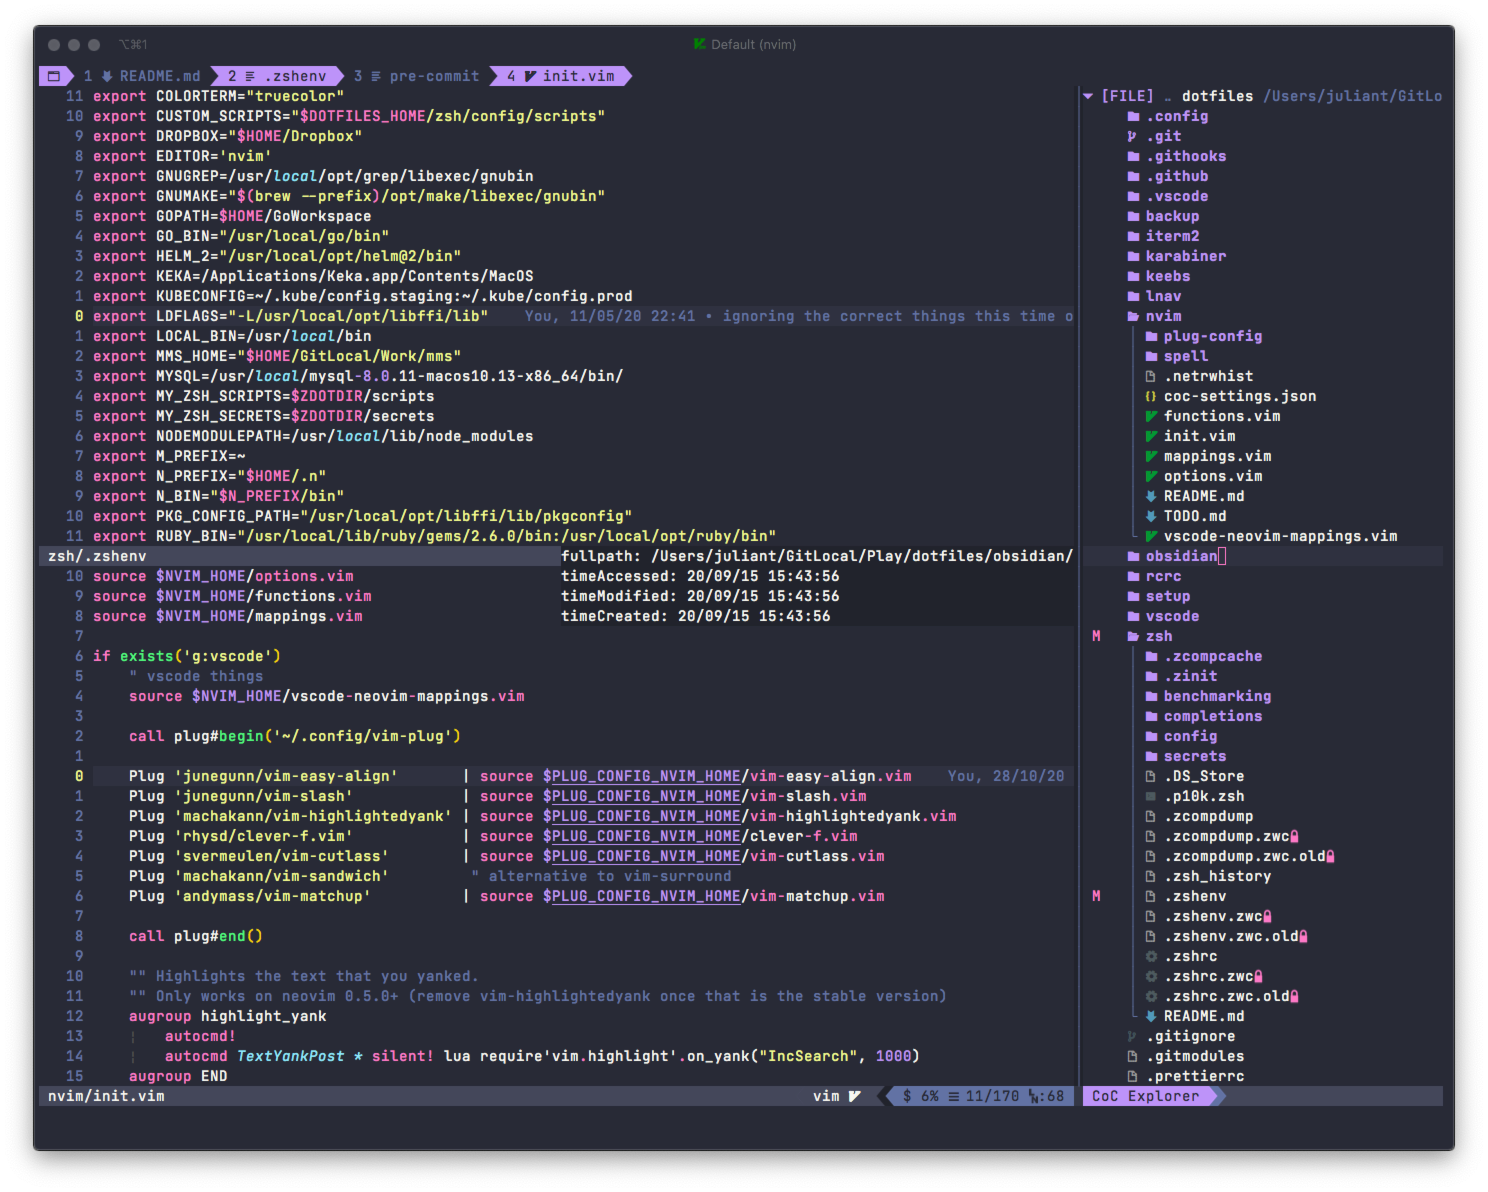 ⌥⌘1 Default (nvim)
1 README.md 2 .zshenv 3 pre-commit 4 init.vim
11 export COLORTERM="truecolor"
10 export CUSTOM_SCRIPTS="$DOTFILES_HOME/zsh/config/scripts"
9 export DROPBOX="$HOME/Dropbox"
8 export EDITOR='nvim'
7 export GNUGREP=/usr/local/opt/grep/libexec/gnubin
6 export GNUMAKE="$(brew --prefix)/opt/make/libexec/gnubin"
5 export GOPATH=$HOME/GoWorkspace
4 export GO_BIN="/usr/local/go/bin"
3 export HELM_2="/usr/local/opt/helm@2/bin"
2 export KEKA=/Applications/Keka.app/Contents/MacOS
1 export KUBECONFIG=~/.kube/config.staging:~/.kube/config.prod
0 export LDFLAGS="-L/usr/local/opt/libffi/lib" You, 11/05/20 22:41 • ignoring the correct things this time o
1 export LOCAL_BIN=/usr/local/bin
2 export MMS_HOME="$HOME/GitLocal/Work/mms"
3 export MYSQL=/usr/local/mysql-8.0.11-macos10.13-x86_64/bin/
4 export MY_ZSH_SCRIPTS=$ZDOTDIR/scripts
5 export MY_ZSH_SECRETS=$ZDOTDIR/secrets
6 export NODEMODULEPATH=/usr/local/lib/node_modules
7 export M_PREFIX=~
8 export N_PREFIX="$HOME/.n"
9 export N_BIN="$N_PREFIX/bin"
10 export PKG_CONFIG_PATH="/usr/local/opt/libffi/lib/pkgconfig"
11 export RUBY_BIN="/usr/local/lib/ruby/gems/2.6.0/bin:/usr/local/opt/ruby/bin"
zsh/.zshenv
fullpath: /Users/juliant/GitLocal/Play/dotfiles/obsidian/
timeAccessed: 20/09/15 15:43:56
timeModified: 20/09/15 15:43:56
timeCreated: 20/09/15 15:43:56
10 source $NVIM_HOME/options.vim
9 source $NVIM_HOME/functions.vim
8 source $NVIM_HOME/mappings.vim
7
6 if exists('g:vscode')
5 " vscode things
4 source $NVIM_HOME/vscode-neovim-mappings.vim
3
2 call plug#begin('~/.config/vim-plug')
1
0 Plug 'junegunn/vim-easy-align' | source $PLUG_CONFIG_NVIM_HOME/vim-easy-align.vim You, 28/10/20
1 Plug 'junegunn/vim-slash' | source $PLUG_CONFIG_NVIM_HOME/vim-slash.vim
2 Plug 'machakann/vim-highlightedyank' | source $PLUG_CONFIG_NVIM_HOME/vim-highlightedyank.vim
3 Plug 'rhysd/clever-f.vim' | source $PLUG_CONFIG_NVIM_HOME/clever-f.vim
4 Plug 'svermeulen/vim-cutlass' | source $PLUG_CONFIG_NVIM_HOME/vim-cutlass.vim
5 Plug 'machakann/vim-sandwich' " alternative to vim-surround
6 Plug 'andymass/vim-matchup' | source $PLUG_CONFIG_NVIM_HOME/vim-matchup.vim
7
8 call plug#end()
9
10 "" Highlights the text that you yanked.
11 "" Only works on neovim 0.5.0+ (remove vim-highlightedyank once that is the stable version)
12 augroup highlight_yank
13 autocmd!
14 autocmd TextYankPost * silent! lua require'vim.highlight'.on_yank("IncSearch", 1000)
15 augroup END
nvim/init.vim vim $ 6% 11/170 :68
[FILE] .. dotfiles /Users/juliant/GitLo
.config
.git
.githooks
.github
.vscode
backup
iterm2
karabiner
keebs
lnav
nvim
plug-config
spell
.netrwhist
coc-settings.json
functions.vim
init.vim
mappings.vim
options.vim
README.md
TODO.md
vscode-neovim-mappings.vim
obsidian
rcrc
setup
vscode
M zsh
.zcompcache
.zinit
benchmarking
completions
config
secrets
.DS_Store
.p10k.zsh
.zcompdump
.zcompdump.zwc
.zcompdump.zwc.old
.zsh_history
M .zshenv
.zshenv.zwc
.zshenv.zwc.old
.zshrc
.zshrc.zwc
.zshrc.zwc.old
README.md
.gitignore
.gitmodules
.prettierrc
CoC Explorer